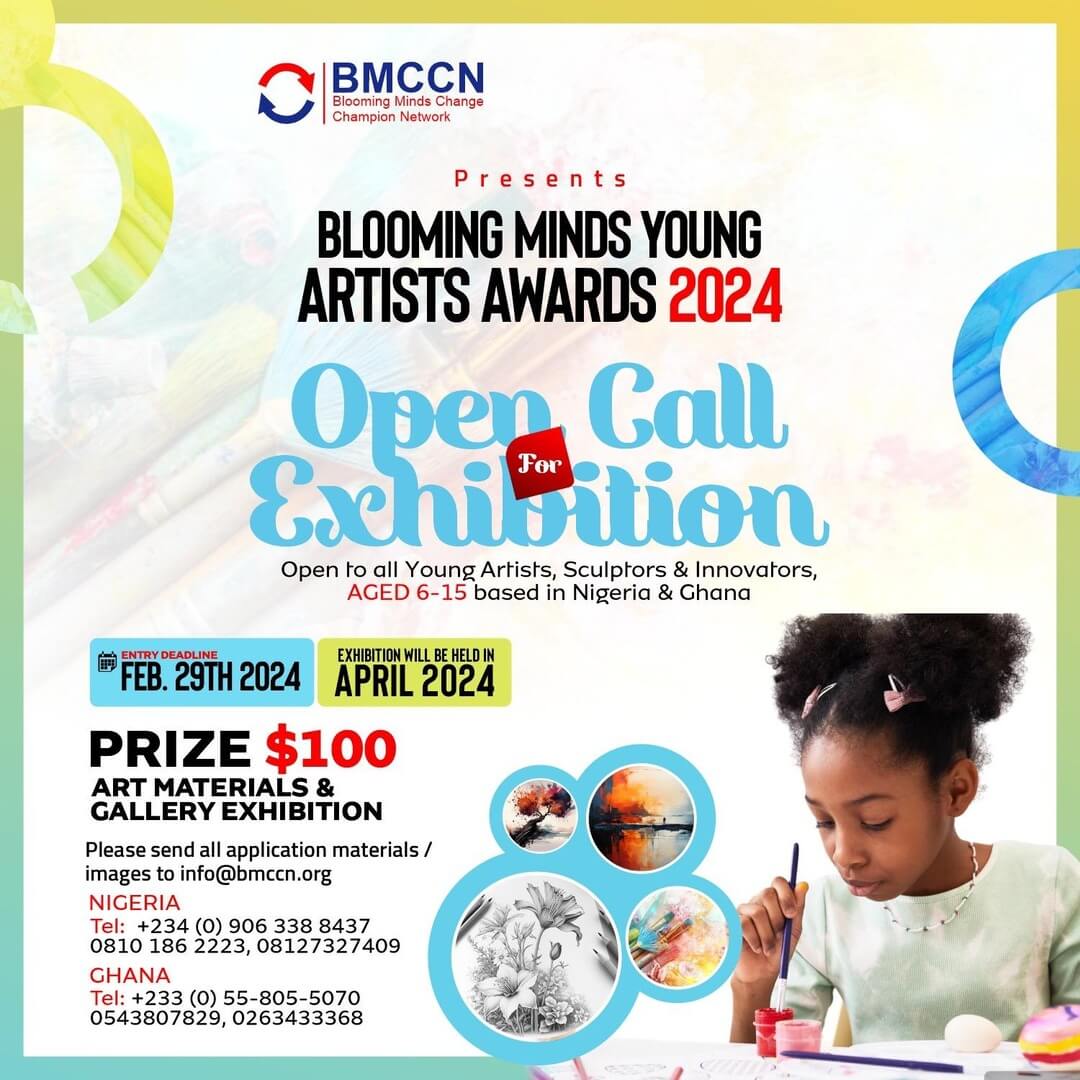 BMCCN
Blooming Minds Change
Champion Network
Presents
BLOOMING MINDS YOUNG
ARTISTS AWARDS 2024
Open Call
For
Exhibition
Open to all Young Artists, Sculptors & Innovators,
AGED 6-15 based in Nigeria & Ghana
ENTRY DEADLINE
FEB. 29TH 2024
EXHIBITION WILL BE HELD IN
APRIL 2024
PRIZE $100
ART MATERIALS &
GALLERY EXHIBITION
Please send all application materials /
images to info@bmccn.org
NIGERIA
Tel: +234 (0) 906 338 8437
0810 186 2223, 08127327409
GHANA
Tel: +233 (0) 55-805-5070
0543807829, 0263433368